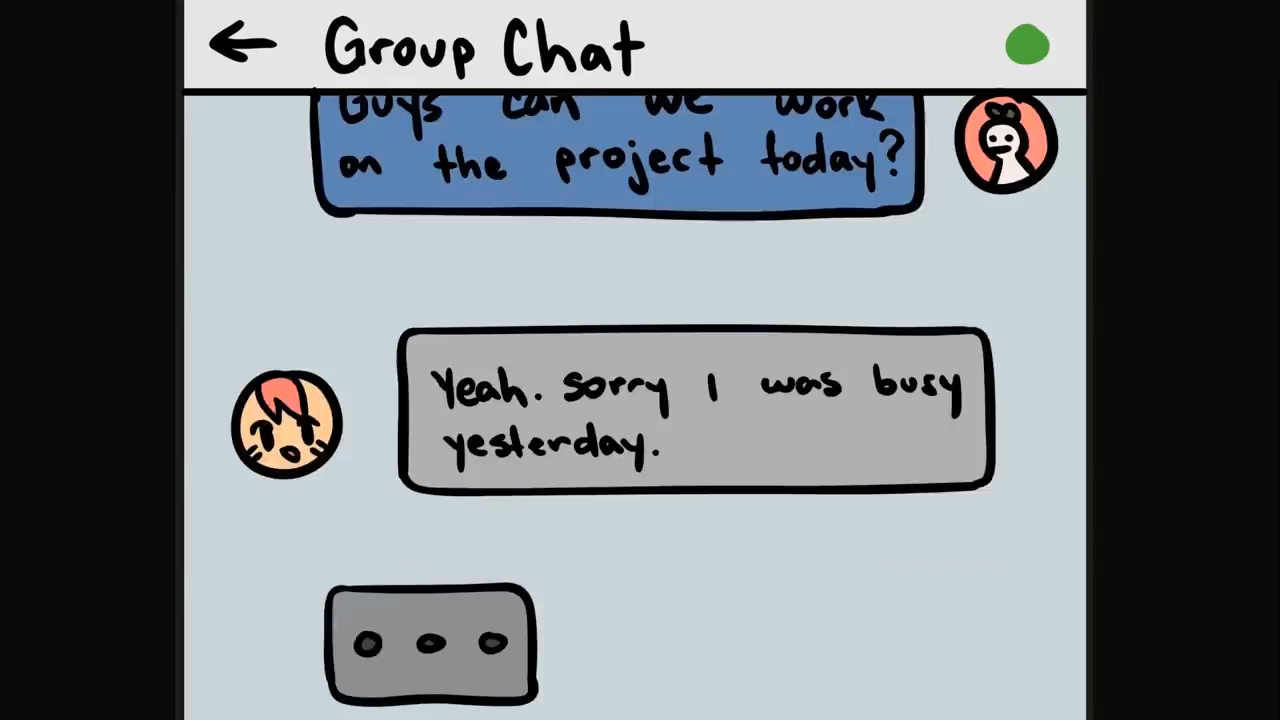 Group Chat
Guys can we work
on the project today?
Yeah. sorry I was busy
yesterday.